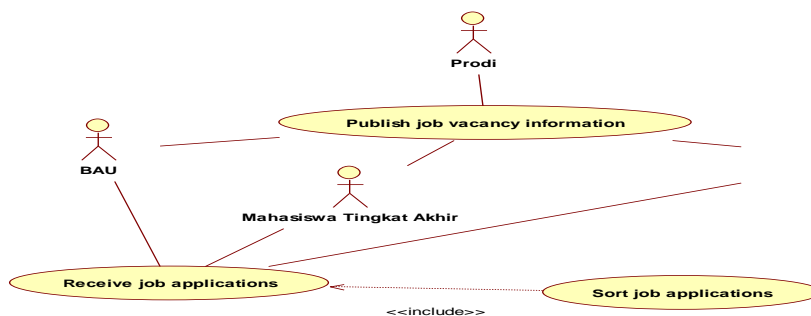 Prodi
Publish job vacancy information
BAU
Mahasiswa Tingkat Akhir
Receive job applications
Sort job applications
<<include>>